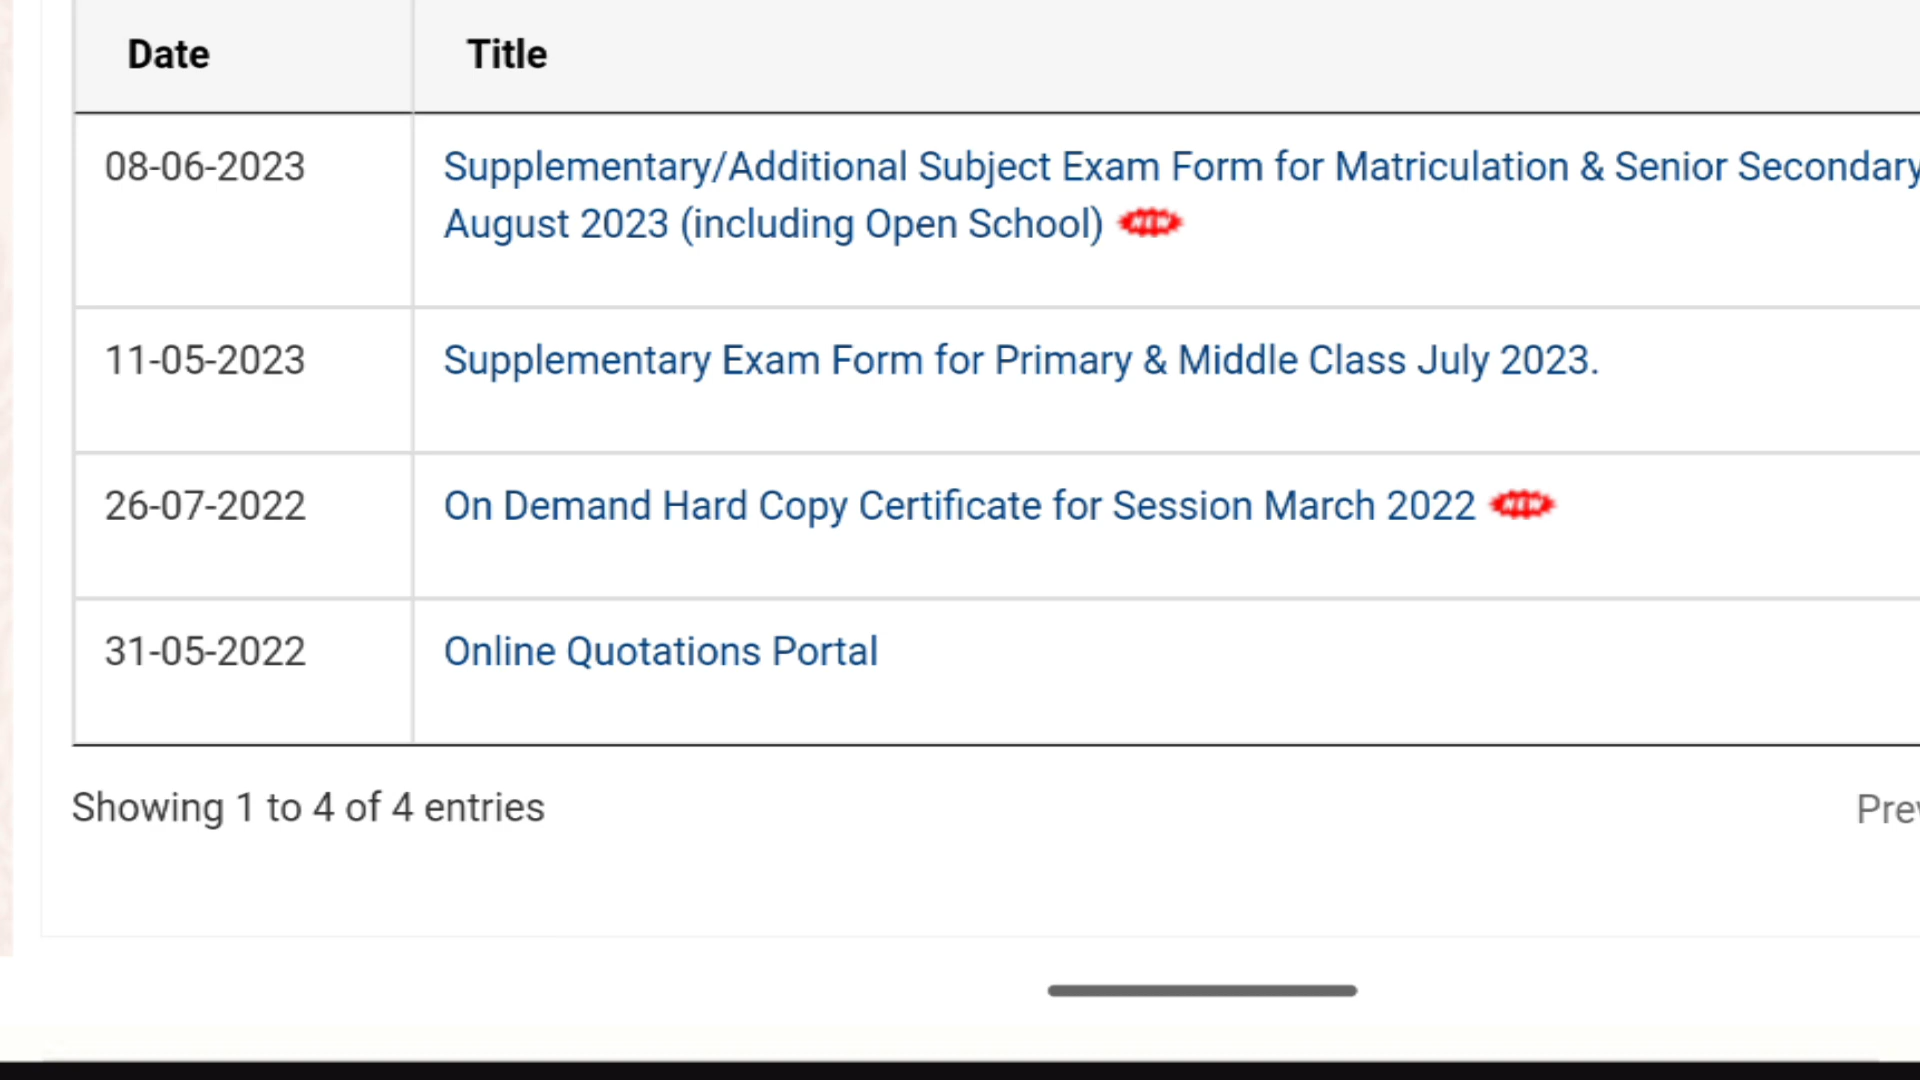 Date Title
08-06-2023 Supplementary/Additional Subject Exam Form for Matriculation & Senior Secondary
August 2023 (including Open School) NEW
11-05-2023 Supplementary Exam Form for Primary & Middle Class July 2023.
26-07-2022 On Demand Hard Copy Certificate for Session March 2022 NEW
31-05-2022 Online Quotations Portal
Showing 1 to 4 of 4 entries